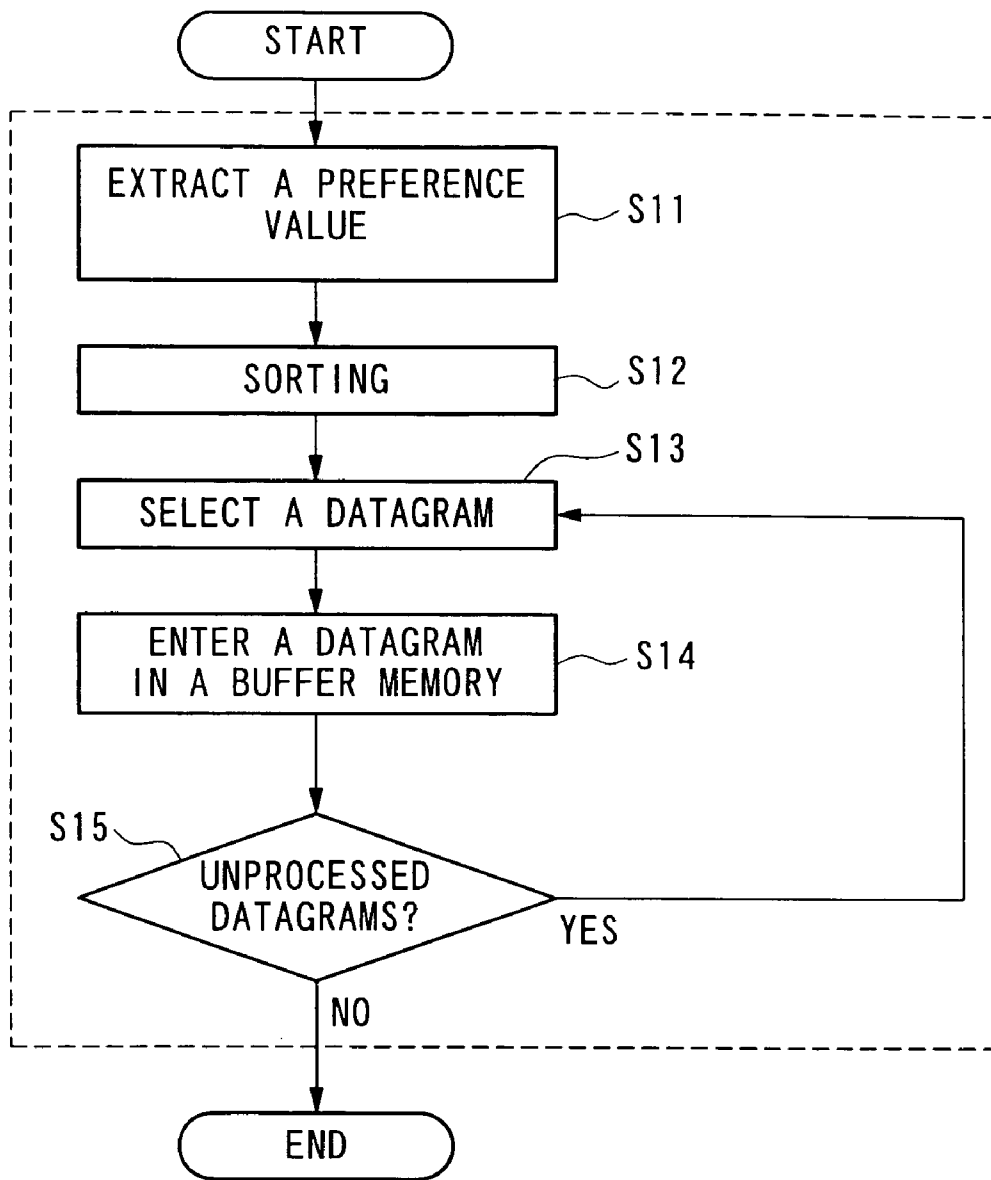 START
EXTRACT A PREFERENCE
VALUE
S11
SORTING
S12
S13
SELECT A DATAGRAM
ENTER A DATAGRAM
IN A BUFFER MEMORY
S14
S15
UNPROCESSED
DATAGRAMS?
YES
NO
END